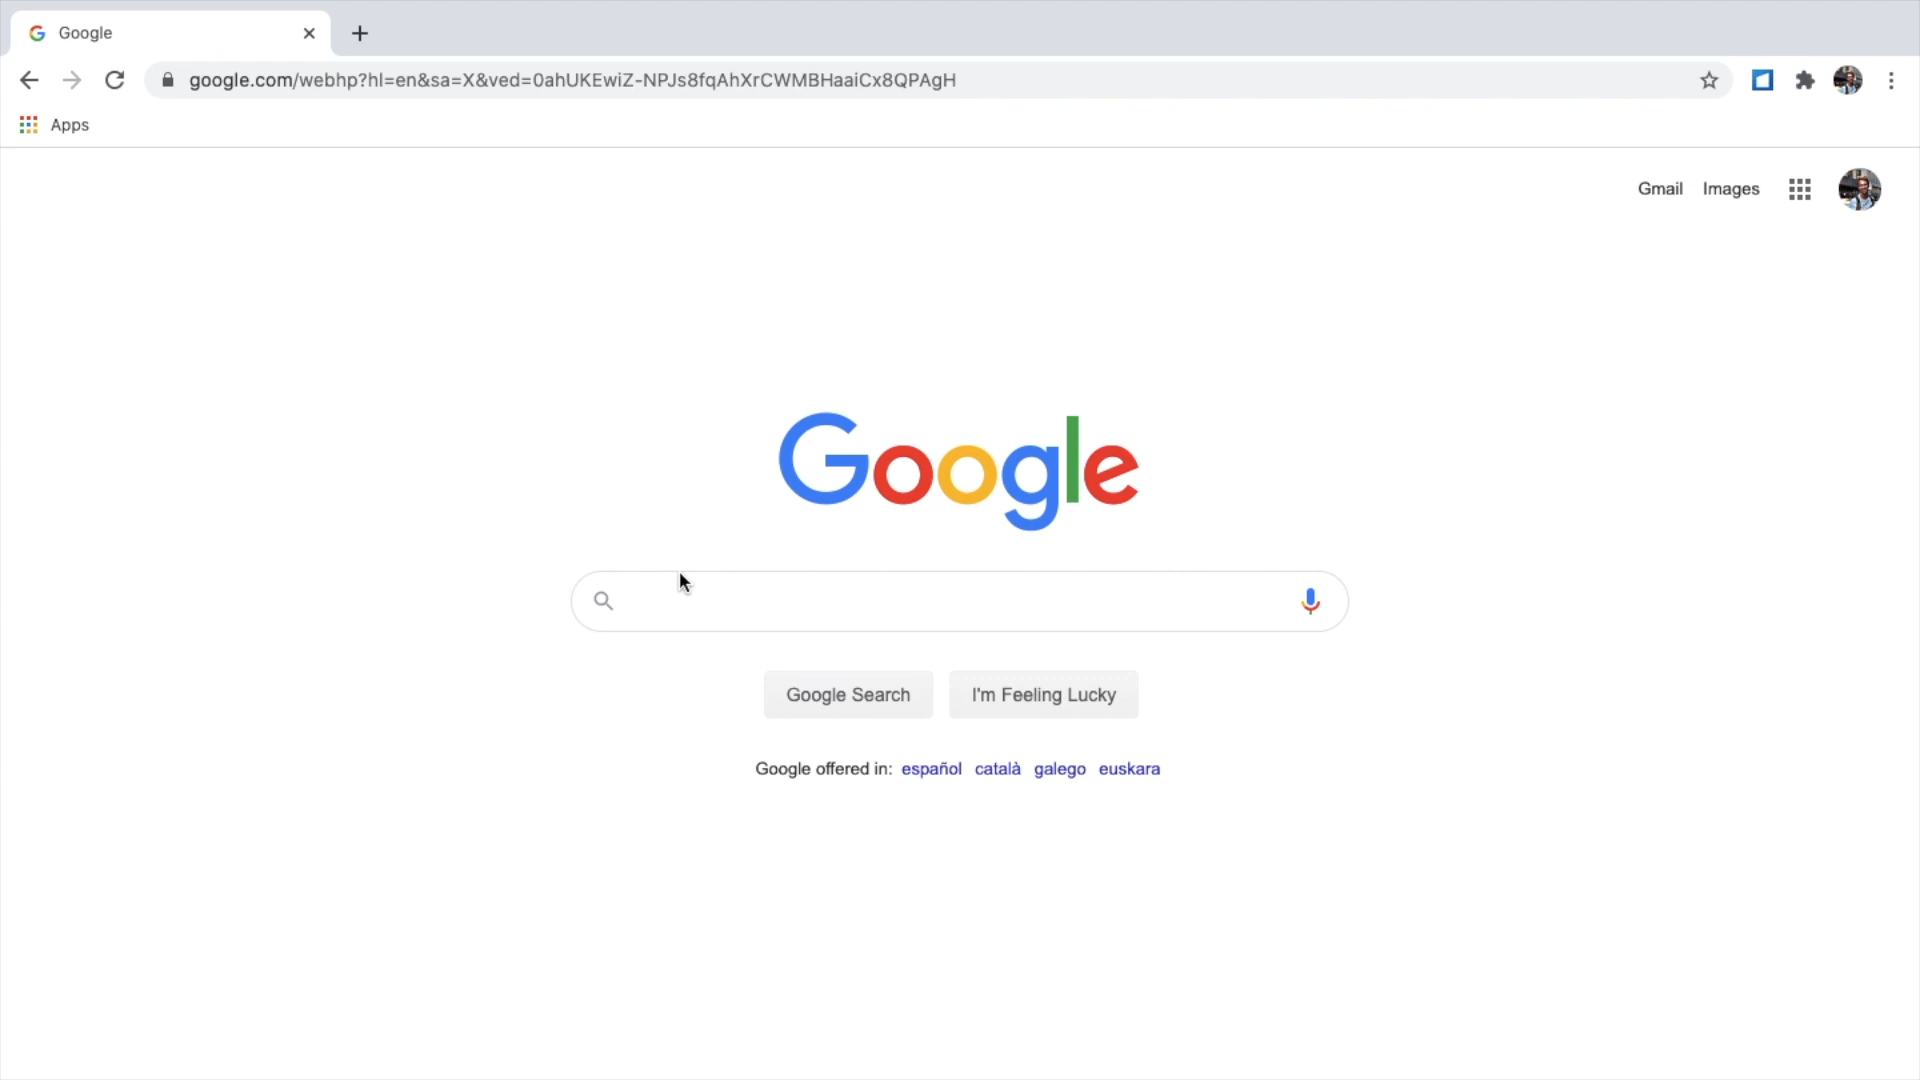 Google
google.com/webhp?hl=en&sa=X&ved=0ahUKEwiZ-NPJs8fqAhXrCWMBHaaiCx8QPAgH
Apps
Gmail Images
Google
Google Search I'm Feeling Lucky
Google offered in: español català galego euskara